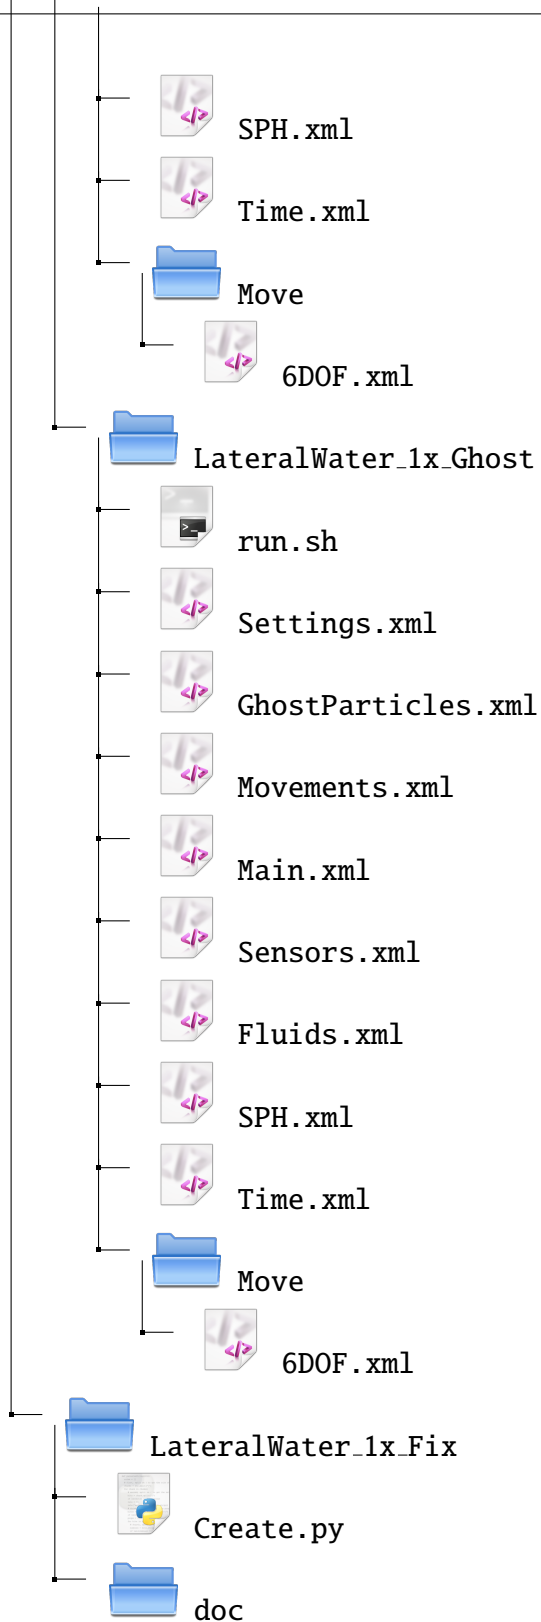 SPH.xml
Time.xml
Move
6DOF.xml
LateralWater_1x_Ghost
run.sh
Settings.xml
GhostParticles.xml
Movements.xml
Main.xml
Sensors.xml
Fluids.xml
SPH.xml
Time.xml
Move
6DOF.xml
LateralWater_1x_Fix
Create.py
doc